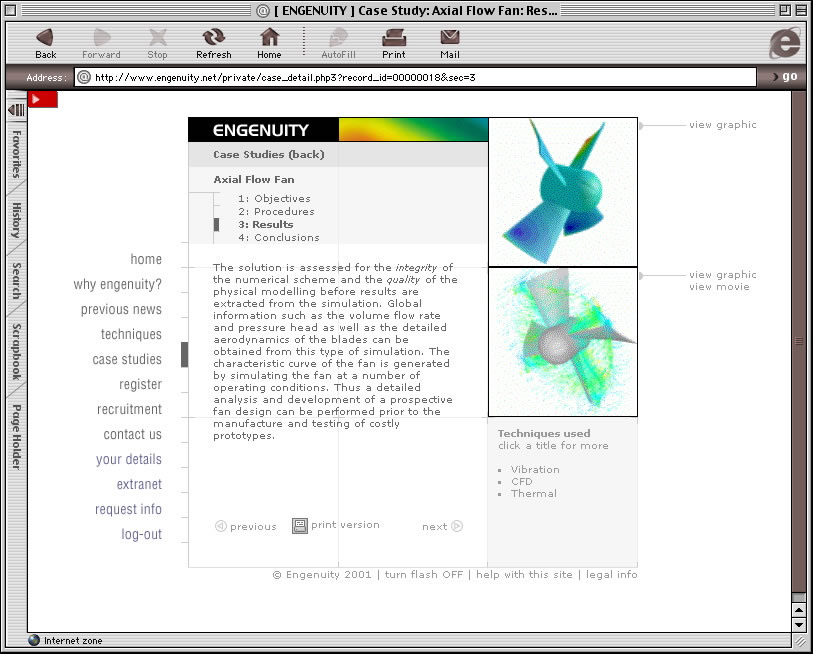 [ ENGENUITY ] Case Study: Axial Flow Fan: Res...
Back
Forward
Stop
Refresh
Home
AutoFill
Print
Mail
Address:
http://www.engenuity.net/private/case_detail.php3?record_id=00000018&sec=3
go
Favorites
History
Search
Scrapbook
Page Holder
home
why engenuity?
previous news
techniques
case studies
register
recruitment
contact us
your details
extranet
request info
log-out
ENGENUITY
Case Studies (back)
Axial Flow Fan
1: Objectives
2: Procedures
3: Results
4: Conclusions
The solution is assessed for the integrity of
the numerical scheme and the quality of the
physical modelling before results are
extracted from the simulation. Global
information such as the volume flow rate
and pressure head as well as the detailed
aerodynamics of the blades can be
obtained from this type of simulation. The
characteristic curve of the fan is generated
by simulating the fan at a number of
operating conditions. Thus a detailed
analysis and development of a prospective
fan design can be performed prior to the
manufacture and testing of costly
prototypes.
previous
print version
next
view graphic
view graphic
view movie
Techniques used
click a title for more
• Vibration
• CFD
• Thermal
© Engenuity 2001 | turn flash OFF | help with this site | legal info
Internet zone